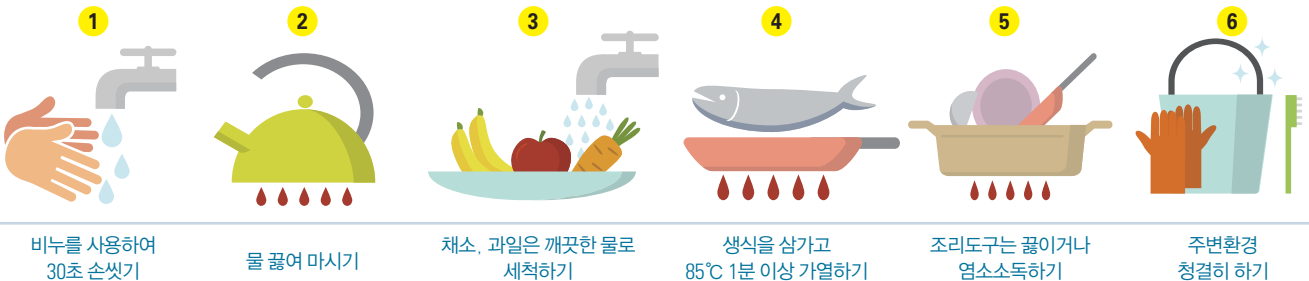 1
비누를 사용하여
30초 손씻기
2
물 끓여 마시기
3
채소, 과일은 깨끗한 물로
세척하기
4
생식을 삼가고
85℃ 1분 이상 가열하기
5
조리도구는 끓이거나
염소소독하기
6
주변환경
청결히 하기